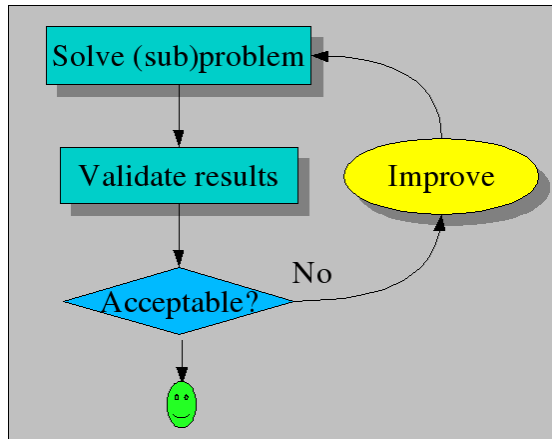 Solve (sub)problem
Validate results
Improve
No
Acceptable?